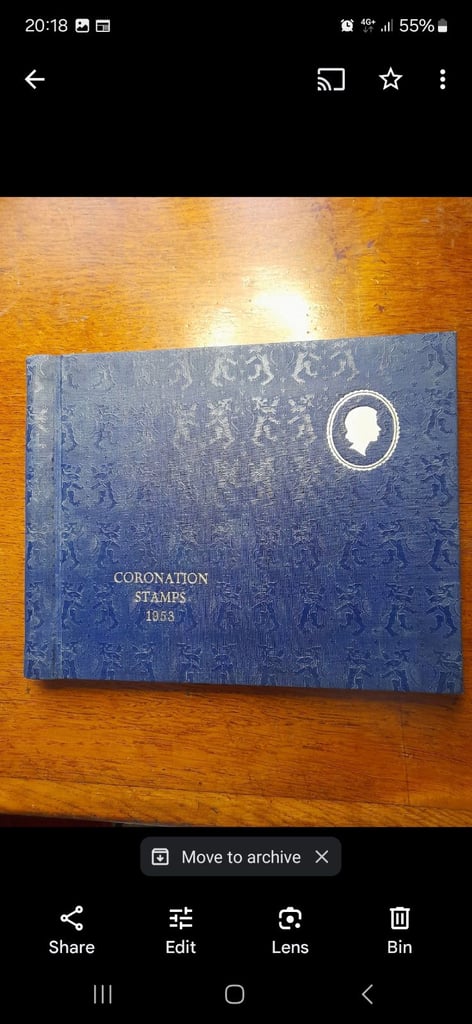 20:18
4G+
55%
CORONATION
STAMPS
1953
Move to archive
Share
Edit
Lens
Bin